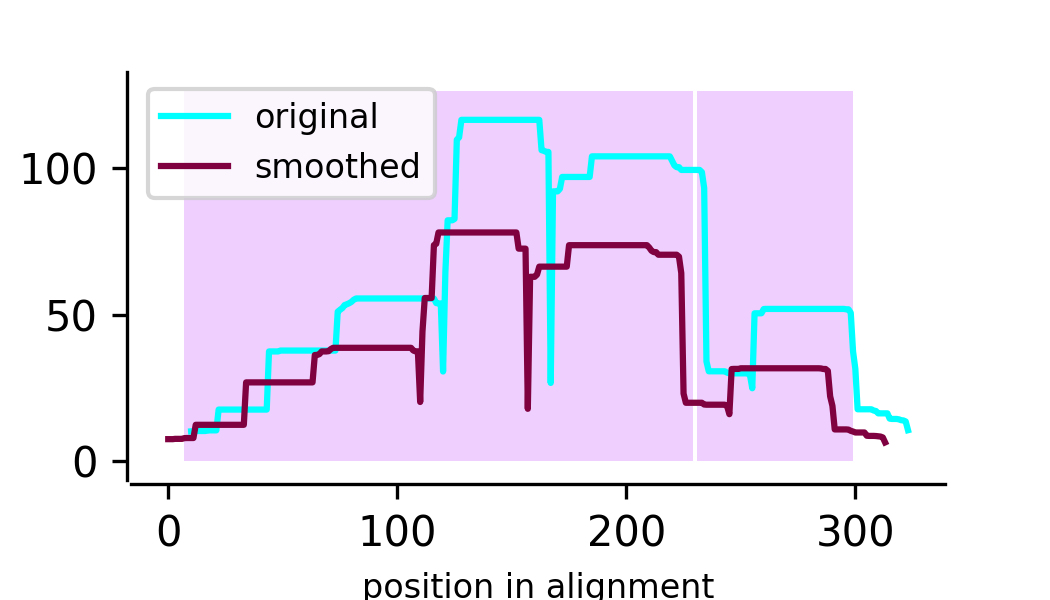 original
smoothed
100
50
0
0 100 200 300
position in alignment